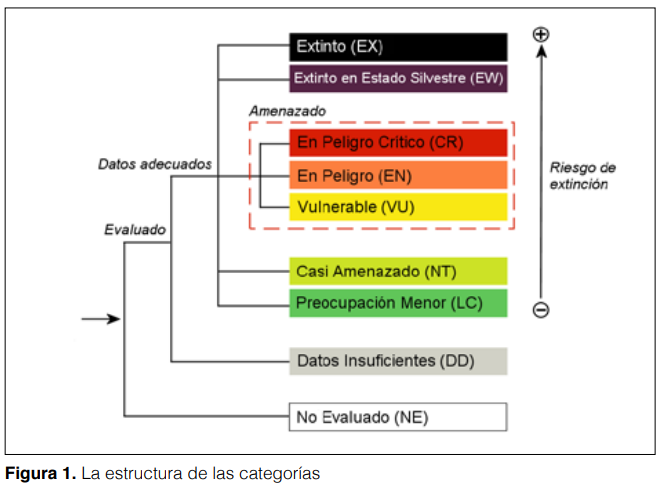 Extinto (EX)
Extinto en Estado Silvestre (EW)
Amenazado
En Peligro Crítico (CR)
Datos adecuados
En Peligro (EN)
Riesgo de
extinción
Vulnerable (VU)
Evaluado
Casi Amenazado (NT)
Preocupación Menor (LC)
Datos Insuficientes (DD)
No Evaluado (NE)
Figura 1. La estructura de las categorías